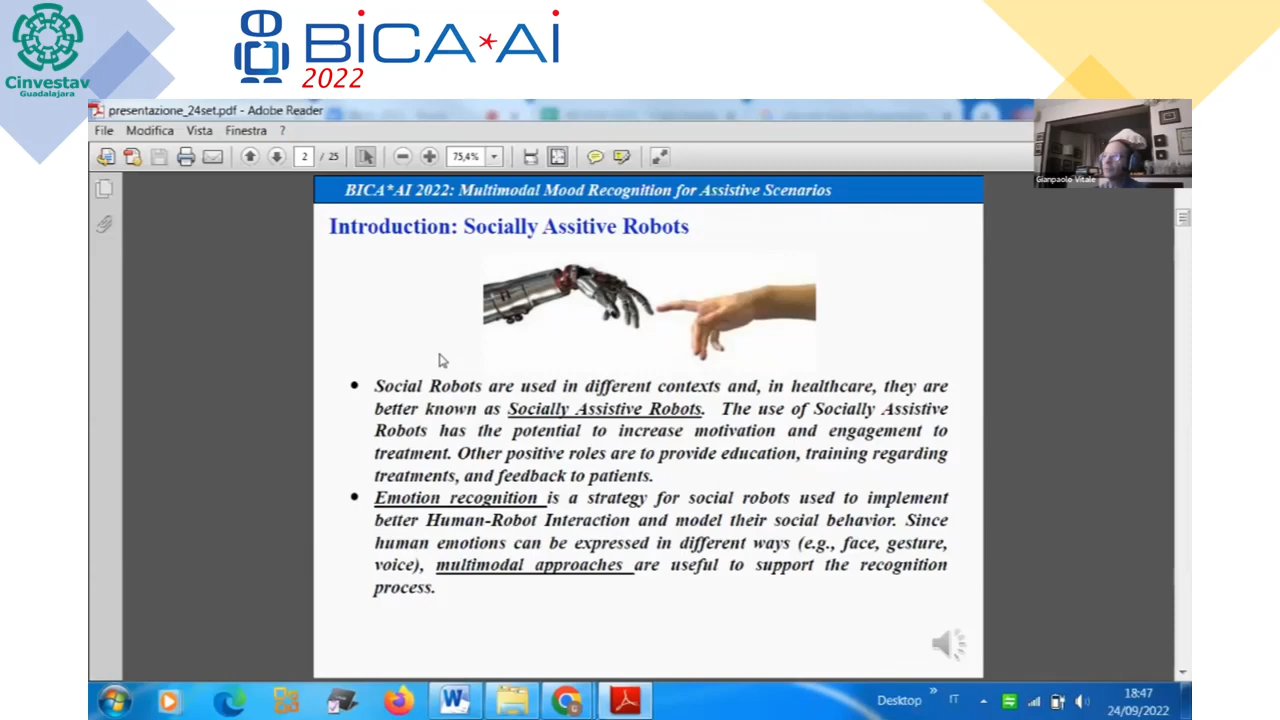 Cinvestav
Guadalajara
BiCA*Ai
2022
presentazione_24set.pdf - Adobe Reader
File Modifica Vista Finestra ?
2 / 25 75,4%
Gianpaolo Vitale
BICA*AI 2022: Multimodal Mood Recognition for Assistive Scenarios
Introduction: Socially Assitive Robots
• Social Robots are used in different contexts and, in healthcare, they are
better known as Socially Assistive Robots. The use of Socially Assistive
Robots has the potential to increase motivation and engagement to
treatment. Other positive roles are to provide education, training regarding
treatments, and feedback to patients.
• Emotion recognition is a strategy for social robots used to implement
better Human-Robot Interaction and model their social behavior. Since
human emotions can be expressed in different ways (e.g., face, gesture,
voice), multimodal approaches are useful to support the recognition
process.
Desktop » IT 18:47
24/09/2022